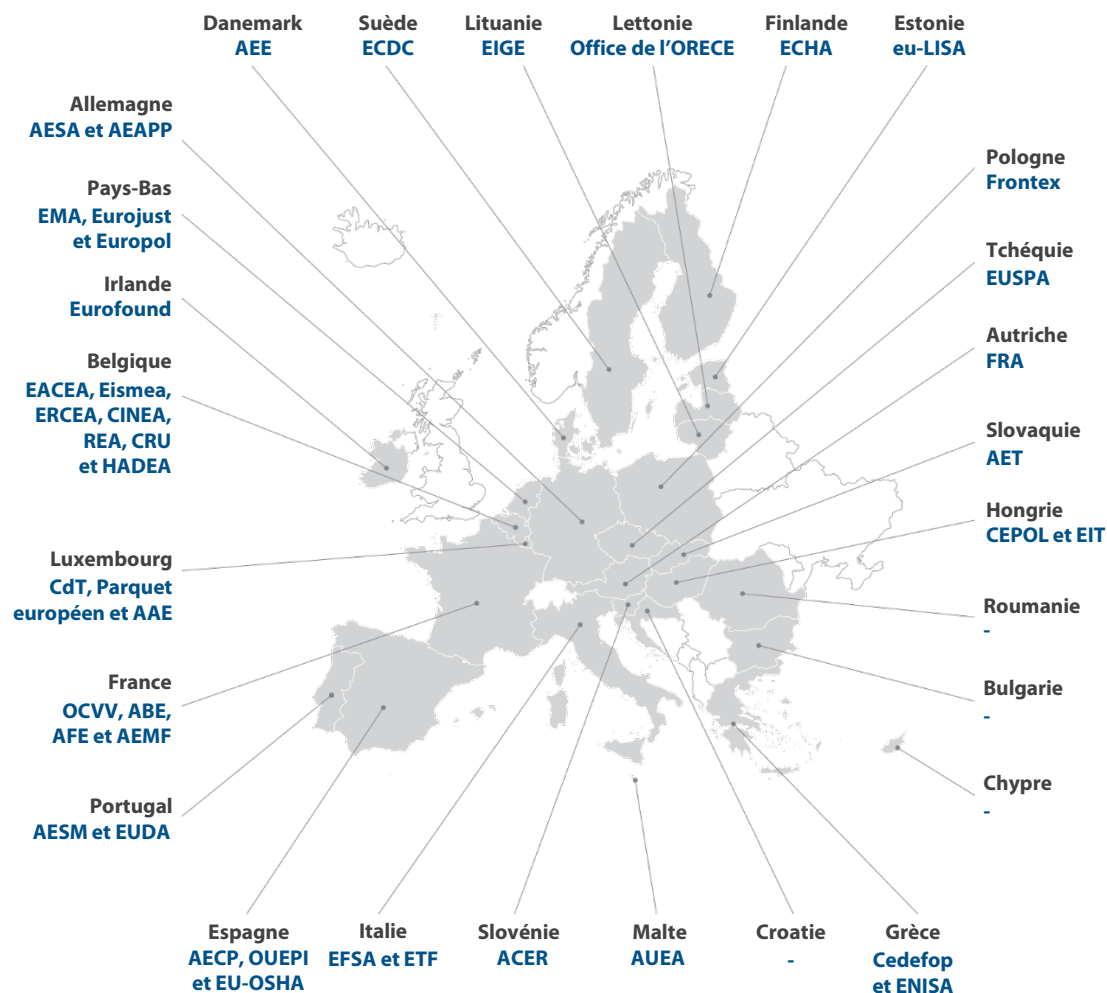 Danemark
AEE
Suède
ECDC
Lituanie
EIGE
Lettonie
Office de l’ORECE
Finlande
ECHA
Estonie
eu-LISA
Allemagne
AESA et AEAPP
Pays-Bas
EMA, Eurojust
et Europol
Irlande
Eurofound
Belgique
EACEA, Eismea,
ERCEA, CINEA,
REA, CRU
et HADEA
Luxembourg
CdT, Parquet
européen et AAE
France
OCVV, ABE,
AFE et AEMF
Portugal
AESM et EUDA
Pologne
Frontex
Tchéquie
EUSPA
Autriche
FRA
Slovaquie
AET
Hongrie
CEPOL et EIT
Roumanie
-
Bulgarie
-
Chypre
-
Espagne
AECP, OUEPI
et EU-OSHA
Italie
EFSA et ETF
Slovénie
ACER
Malte
AUEA
Croatie
-
Grèce
Cedefop
et ENISA